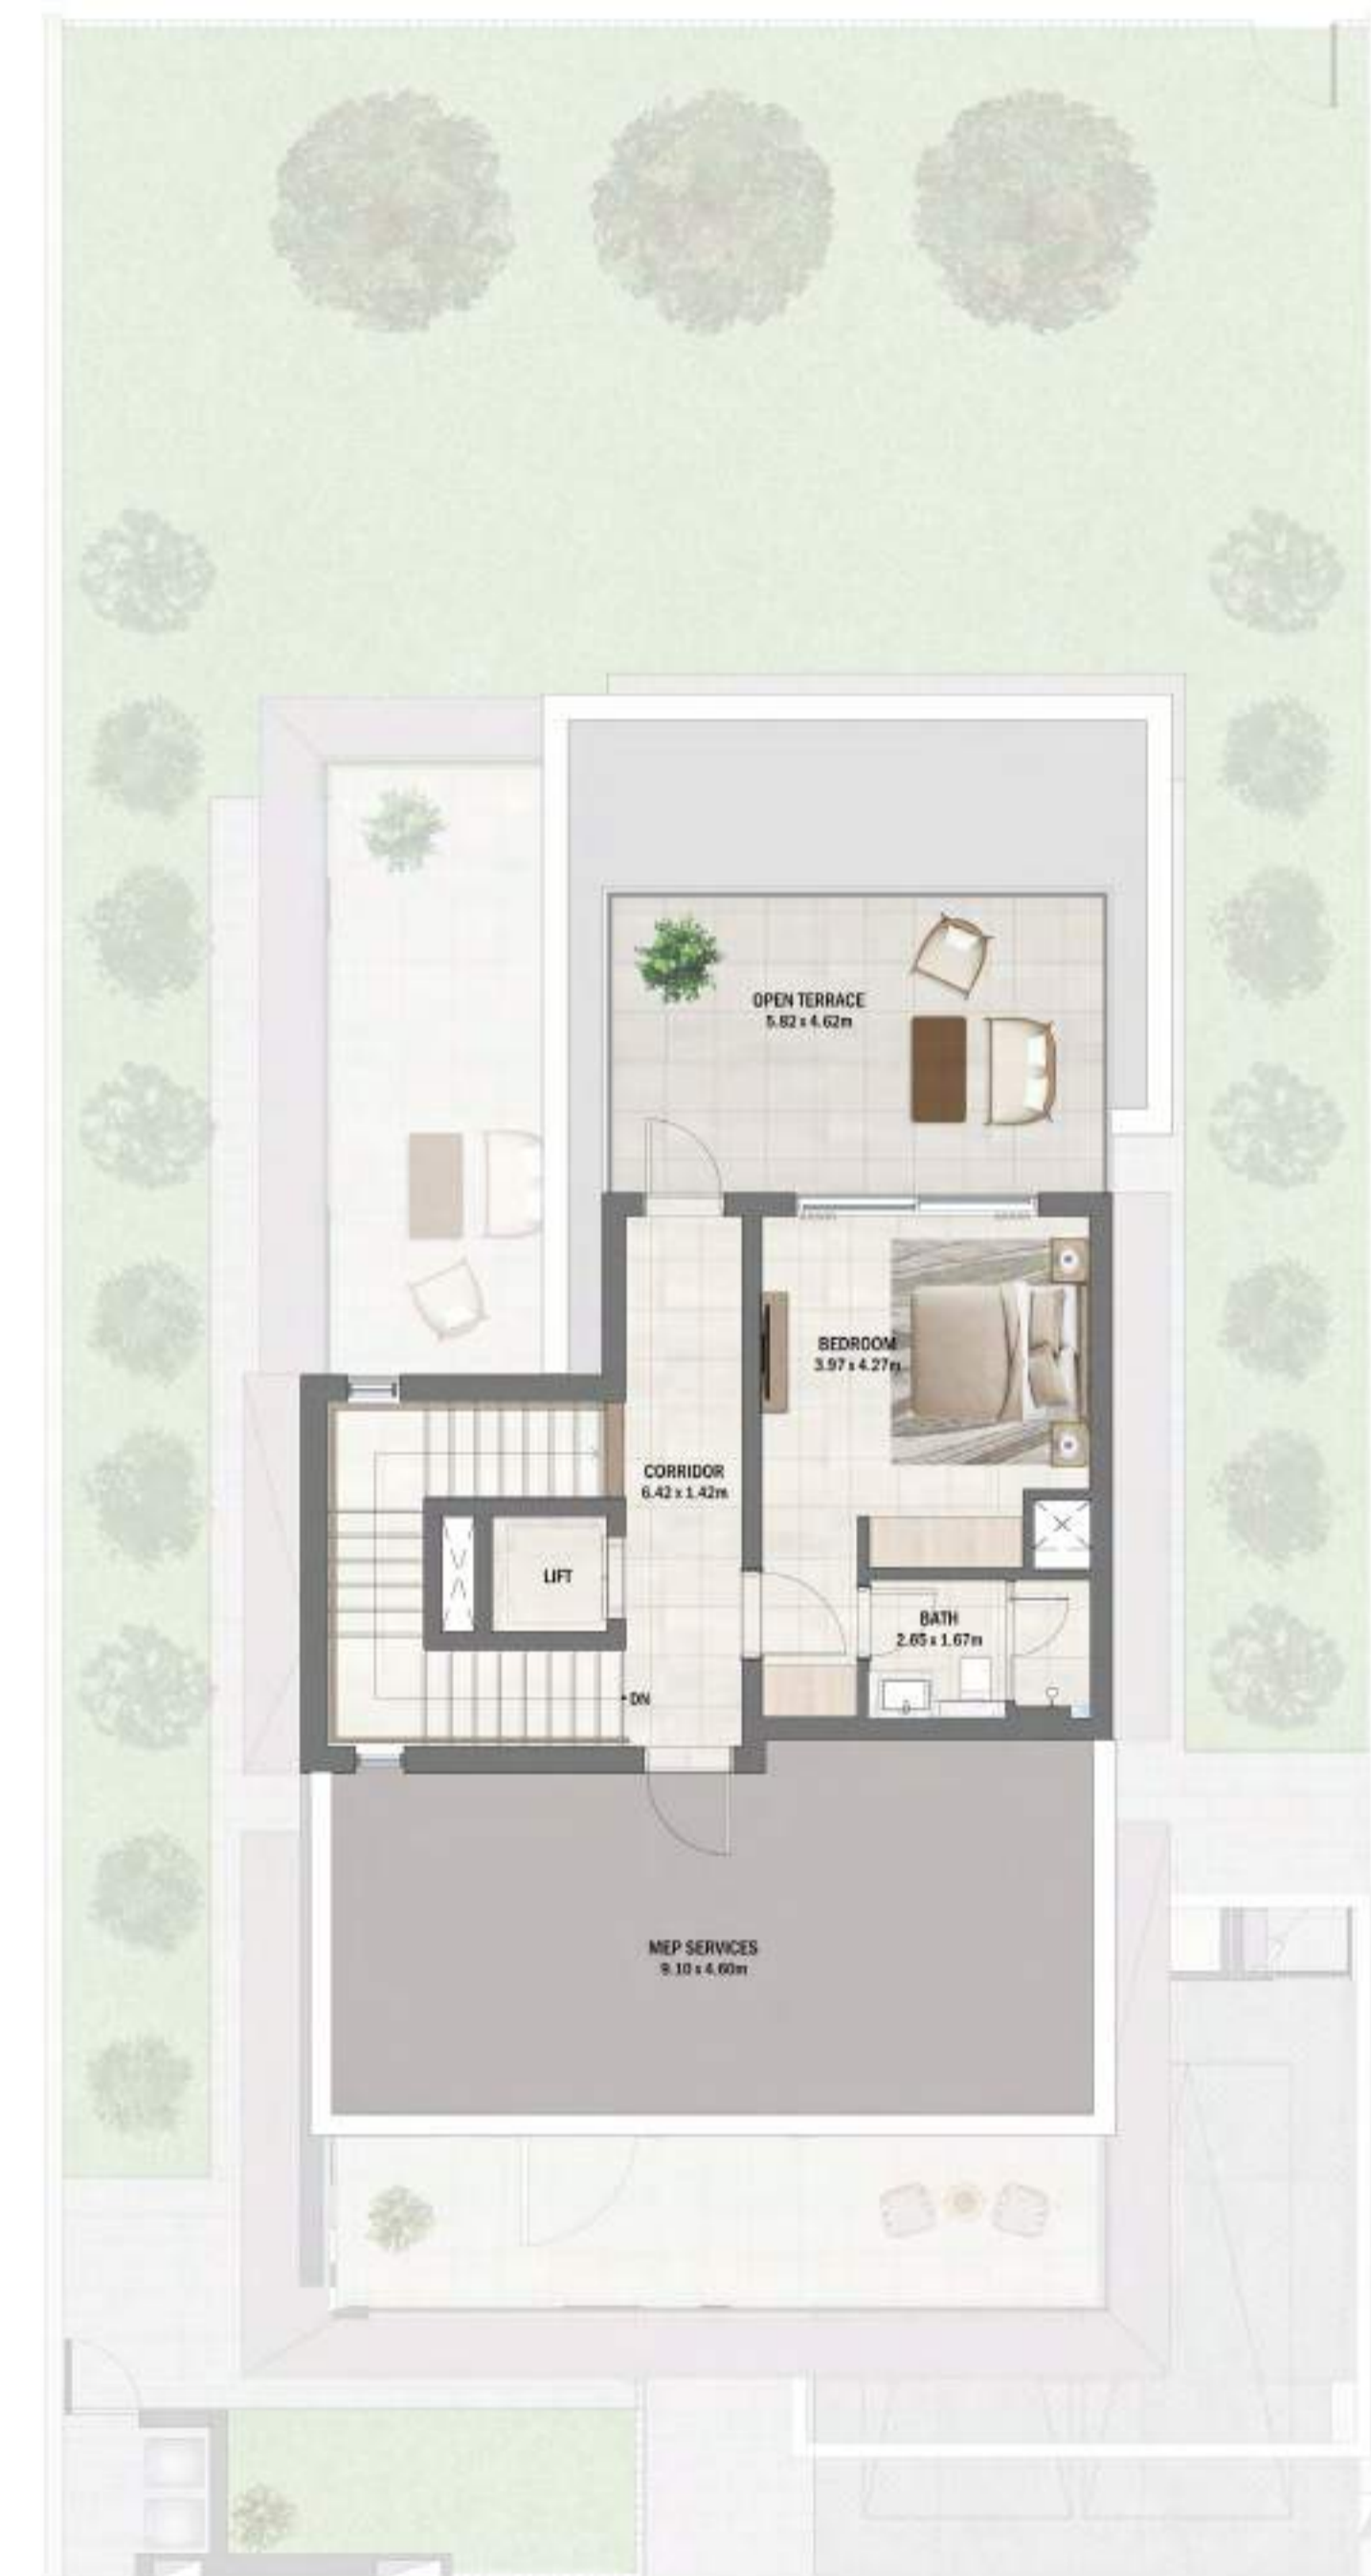 OPEN TERRACE
5.82 x 4.62m
BEDROOM
3.97 x 4.27m
CORRIDOR
6.42 x 1.42m
LIFT
BATH
2.65 x 1.67m
DN
MEP SERVICES
9.10 x 4.60m